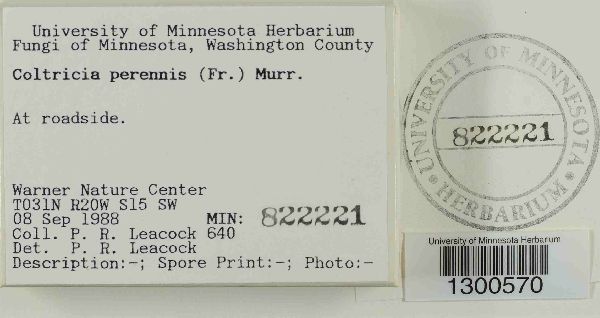 University of Minnesota Herbarium
Fungi of Minnesota, Washington County
Coltricia perennis (Fr.) Murr.
At roadside.
Warner Nature Center
T031N R20W S15 SW
08 Sep 1988 MIN: 822221
Coll. P. R. Leacock 640
Det. P. R. Leacock
Description:-; Spore Print:-; Photo:-
UNIVERSITY OF MINNESOTA
822221
HERBARIUM
University of Minnesota Herbarium
1300570